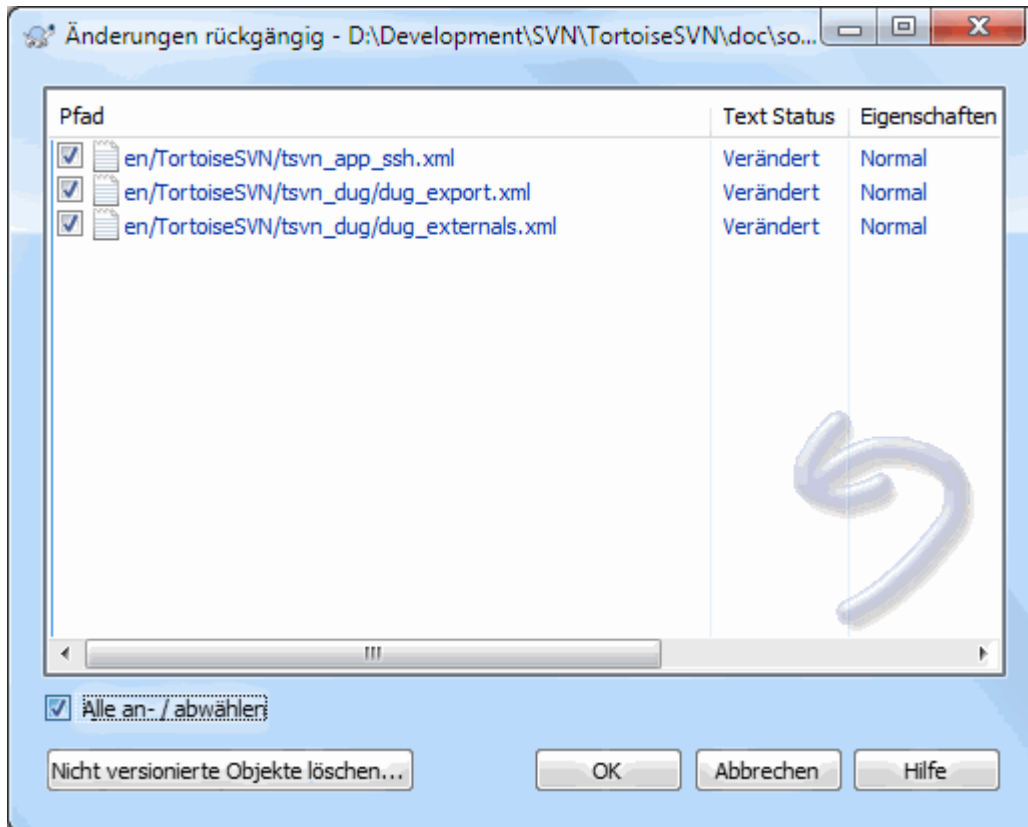 Änderungen rückgängig - D:\Development\SVN\TortoiseSVN\doc\so...
Pfad Text Status Eigenschaften
en/TortoiseSVN/tsvn_app_ssh.xml Verändert Normal
en/TortoiseSVN/tsvn_dug/dug_export.xml Verändert Normal
en/TortoiseSVN/tsvn_dug/dug_externals.xml Verändert Normal
Alle an- / abwählen
Nicht versionierte Objekte löschen... OK Abbrechen Hilfe